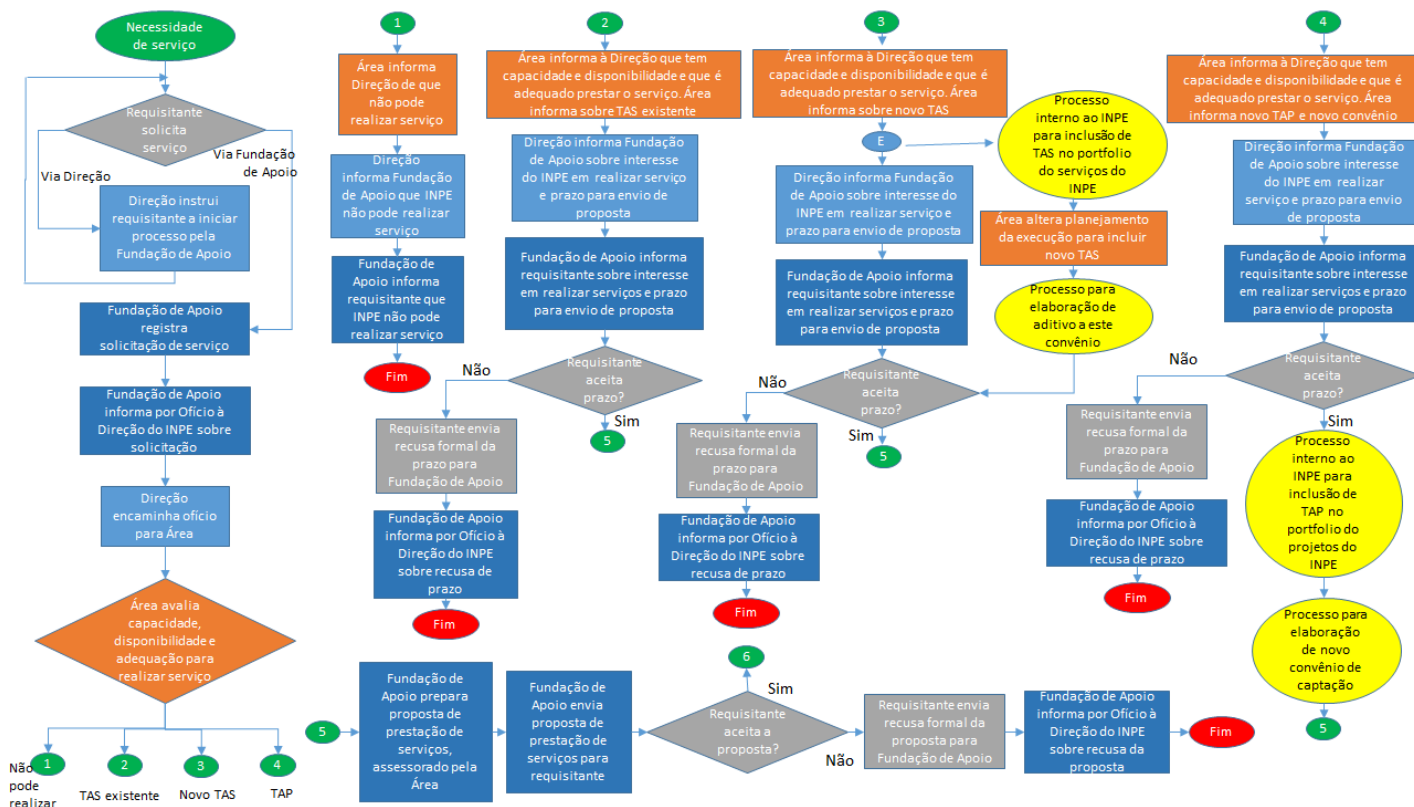 Necessidade
de serviço
Requisitante
solicita
serviço
Via Fundação
de Apoio
Via Direção
Direção instrui
requisitante a iniciar
processo pela
Fundação de Apoio
Fundação de Apoio
registra
solicitação de serviço
Fundação de Apoio
informa por Ofício à
Direção do INPE sobre
solicitação
Direção
encaminha ofício
para Área
Área avalia
capacidade,
disponibilidade e
adequação para
realizar serviço
1
2
3
4
Não
pode
realizar
TAS existente
Novo TAS
TAP
1
Área informa
Direção de que
não pode
realizar serviço
Direção
informa Fundação
de Apoio que INPE
não pode realizar
serviço
Fundação de
Apoio informa
requisitante que
INPE não pode
realizar serviço
Fim
2
Área informa à Direção que tem
capacidade e disponibilidade e que é
adequado prestar o serviço. Área
informa sobre TAS existente
Direção informa Fundação
de Apoio sobre interesse
do INPE em realizar serviço
e prazo para envio de
proposta
Fundação de Apoio informa
requisitante sobre interesse
em realizar serviços e prazo
para envio de proposta
Requisitante
aceita
prazo?
Não
Sim
5
Requisitante envia
recusa formal da
prazo para
Fundação de Apoio
Fundação de Apoio
informa por Ofício à
Direção do INPE
sobre recusa de
prazo
Fim
3
Área informa à Direção que tem
capacidade e disponibilidade e que é
adequado prestar o serviço. Área
informa sobre novo TAS
E
Processo
interno ao INPE
para inclusão de
TAS no portfolio
do serviços do
INPE
Direção informa Fundação
de Apoio sobre interesse do
INPE em realizar serviço e
prazo para envio de proposta
Área altera planejamento
da execução para incluir
novo TAS
Fundação de Apoio informa
requisitante sobre interesse
em realizar serviços e prazo
para envio de proposta
Processo para
elaboração de
aditivo a este
convênio
Requisitante
aceita
prazo?
Não
Sim
5
Requisitante envia
recusa formal da
prazo para
Fundação de Apoio
Fundação de Apoio
informa por Ofício à
Direção do INPE sobre
recusa de prazo
Fim
4
Área informa à Direção que tem
capacidade e disponibilidade e que é
adequado prestar o serviço. Área
informa novo TAP e novo convênio
Direção informa Fundação
de Apoio sobre interesse
do INPE em realizar
serviço e prazo para envio
de proposta
Fundação de Apoio informa
requisitante sobre interesse
em realizar serviços e prazo
para envio de proposta
Requisitante
aceita
prazo?
Não
Sim
Requisitante envia
recusa formal da
prazo para
Fundação de Apoio
Fundação de Apoio
informa por Ofício à
Direção do INPE sobre
recusa de prazo
Fim
Processo
interno ao
INPE para
inclusão de
TAP no
portfolio do
projetos do
INPE
Processo para
elaboração
de novo
convênio de
captação
5
5
Fundação de
Apoio prepara
proposta de
prestação de
serviços,
assessorado pela
Área
Fundação de
Apoio envia
proposta de
prestação de
serviços para
requisitante
6
Sim
Requisitante
aceita a
proposta?
Não
Requisitante envia
recusa formal da
proposta para
Fundação de Apoio
Fundação de Apoio
informa por Ofício à
Direção do INPE
sobre recusa da
proposta
Fim